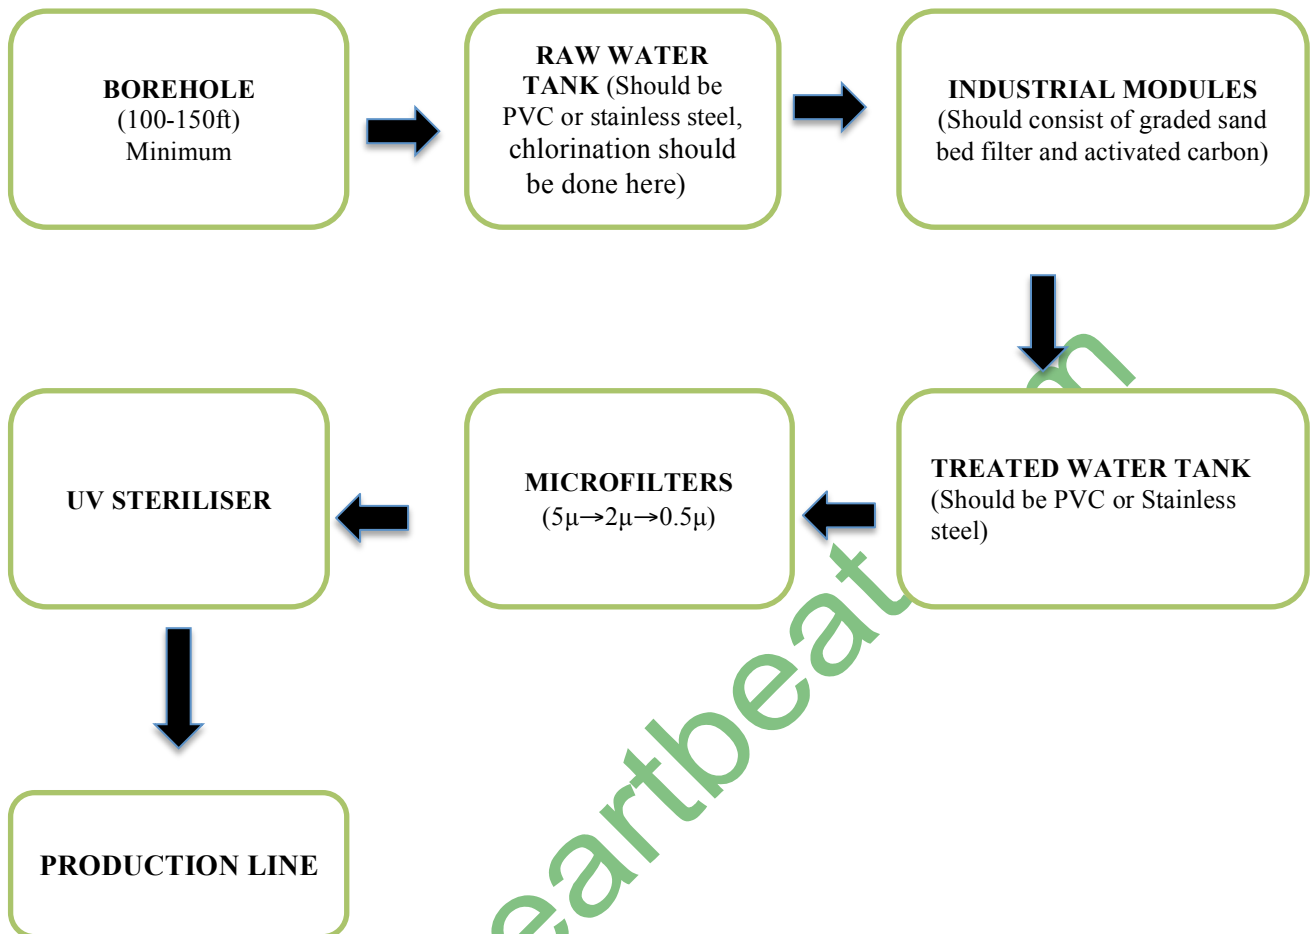 BOREHOLE
(100-150ft)
Minimum
RAW WATER
TANK (Should be
PVC or stainless steel,
chlorination should
be done here)
INDUSTRIAL MODULES
(Should consist of graded sand
bed filter and activated carbon)
TREATED WATER TANK
(Should be PVC or Stainless
steel)
MICROFILTERS
(5μ→2μ→0.5μ)
UV STERILISER
PRODUCTION LINE
eartbeat
m